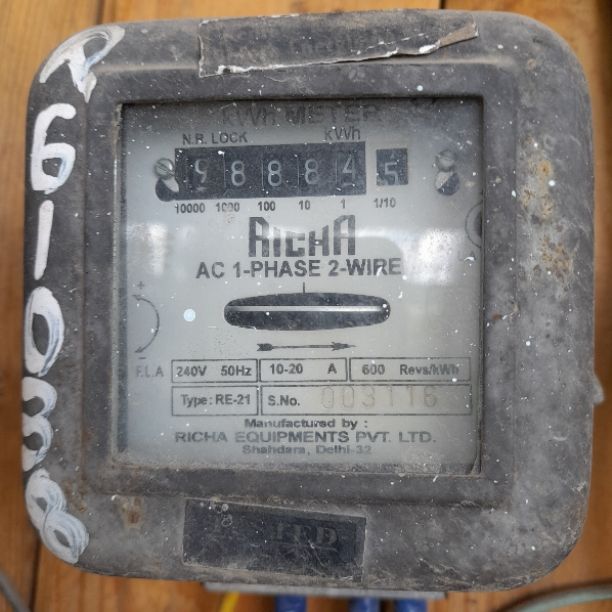 KWh METER
N.R. LOCK KWh
9 8 8 8 4 5
10000 1000 100 10 1 1/10
RICHA
AC 1-PHASE 2-WIRE
+
-
F.L.A 240V 50Hz 10-20 A 600 Revs/kWh
Type: RE-21 S.No. 003116
Manufactured by :
RICHA EQUIPMENTS PVT. LTD.
Shahdara, Delhi-32